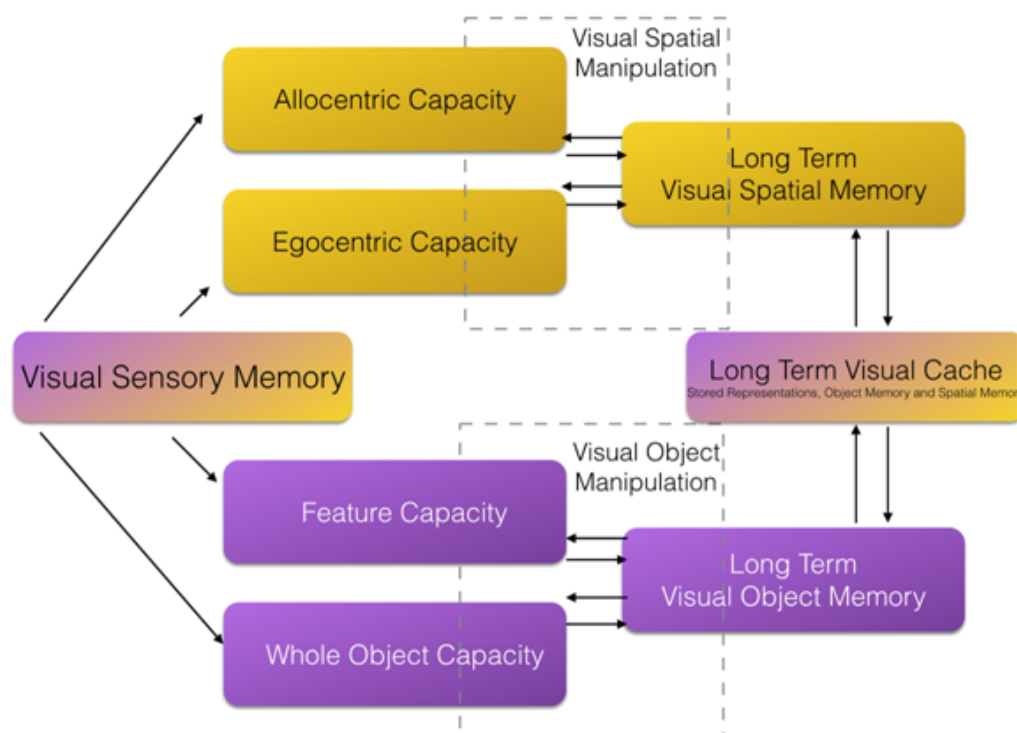 Visual Spatial
Manipulation
Allocentric Capacity
Long Term
Visual Spatial Memory
Egocentric Capacity
Visual Sensory Memory
Long Term Visual Cache
Stored Representations, Object Memory and Spatial Memor
Visual Object
Manipulation
Feature Capacity
Long Term
Visual Object Memory
Whole Object Capacity